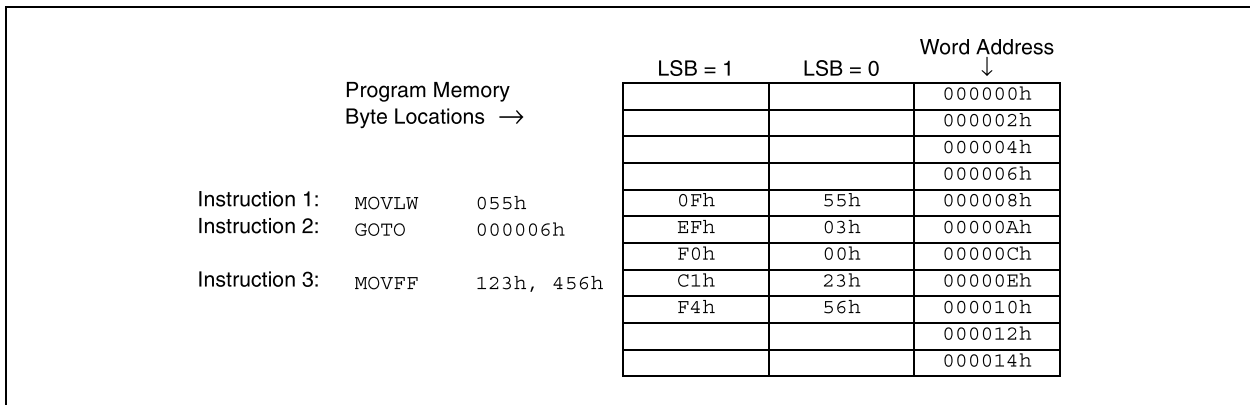 Word Address
LSB = 1 LSB = 0 ↓
Program Memory 000000h
Byte Locations → 000002h
000004h
000006h
Instruction 1: MOVLW 055h 0Fh 55h 000008h
Instruction 2: GOTO 000006h EFh 03h 00000Ah
F0h 00h 00000Ch
Instruction 3: MOVFF 123h, 456h C1h 23h 00000Eh
F4h 56h 000010h
000012h
000014h